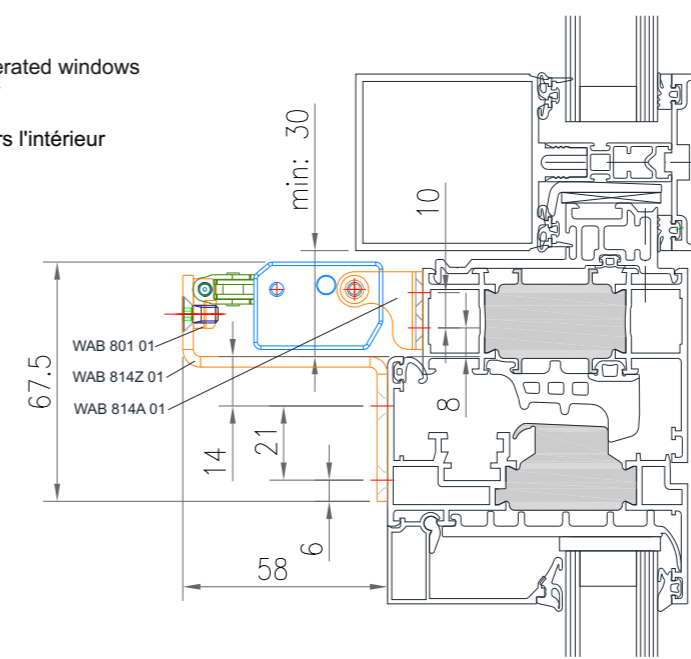 erated windows
rs l'intérieur
min: 30
10
67.5
WAB 801 01
WAB 814Z 01
WAB 814A 01
14
21
8
6
58